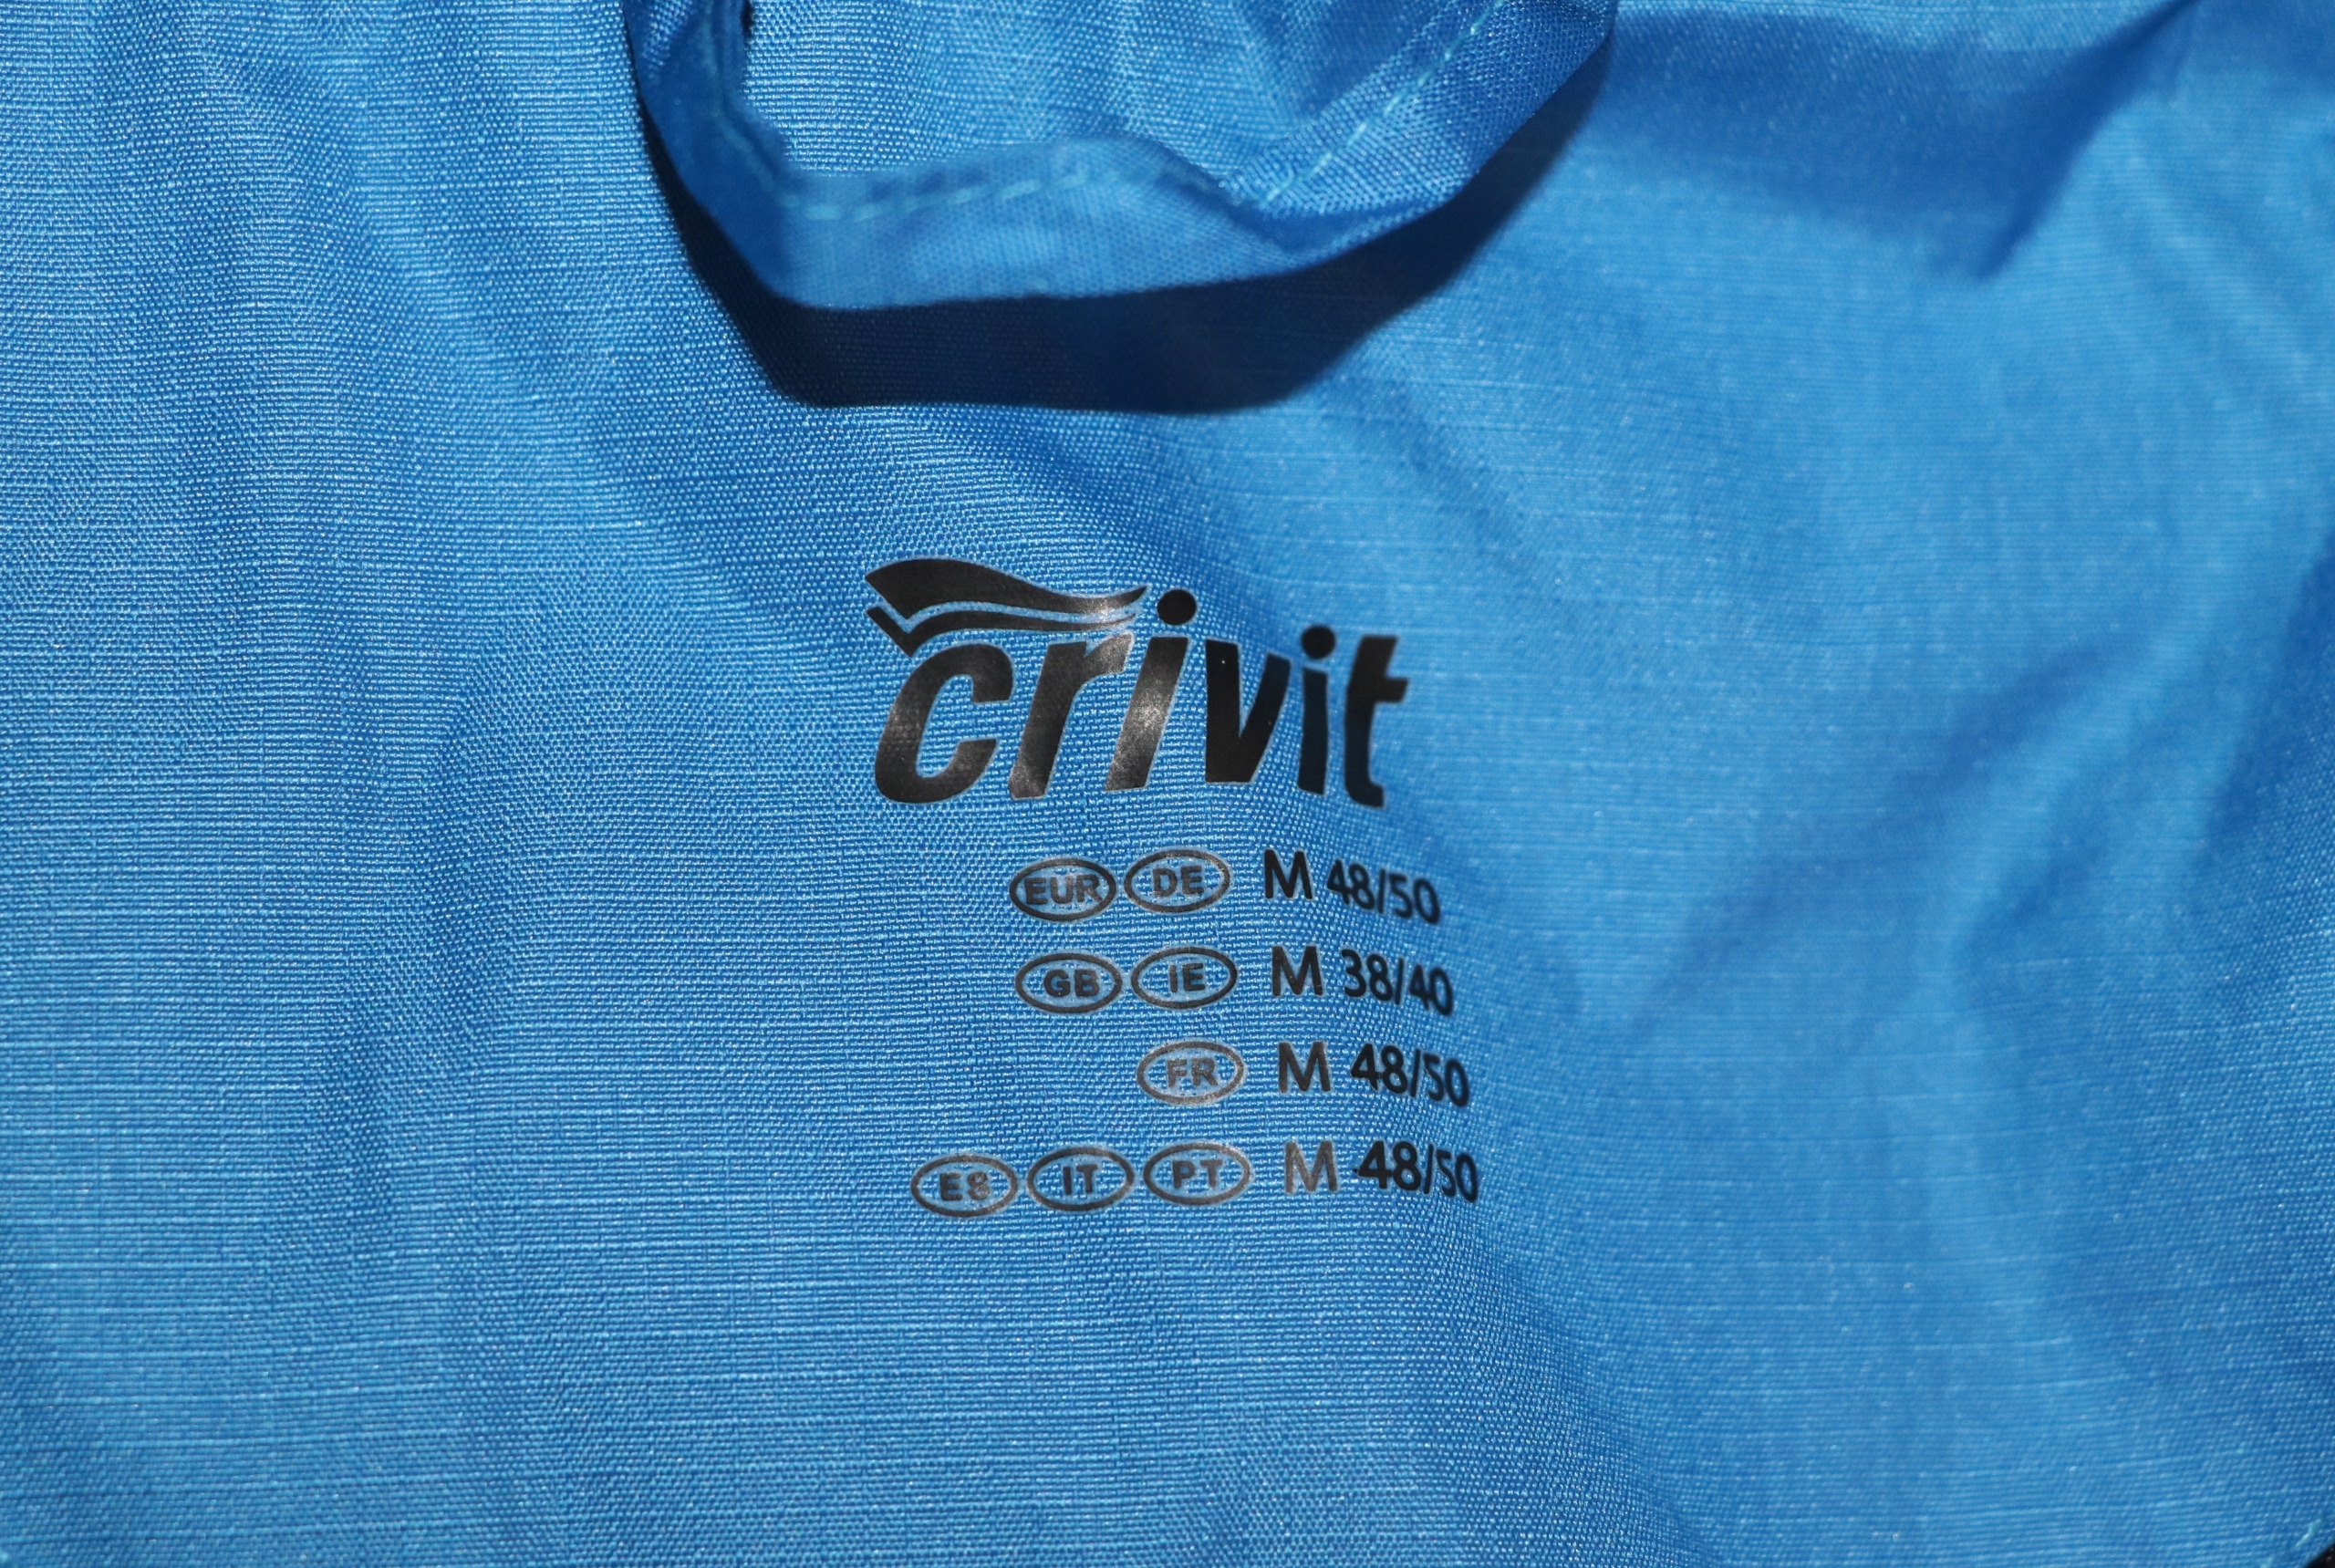 crivit
EUR DE M 48/50
GB IE M 38/40
FR M 48/50
ES IT PT M 48/50